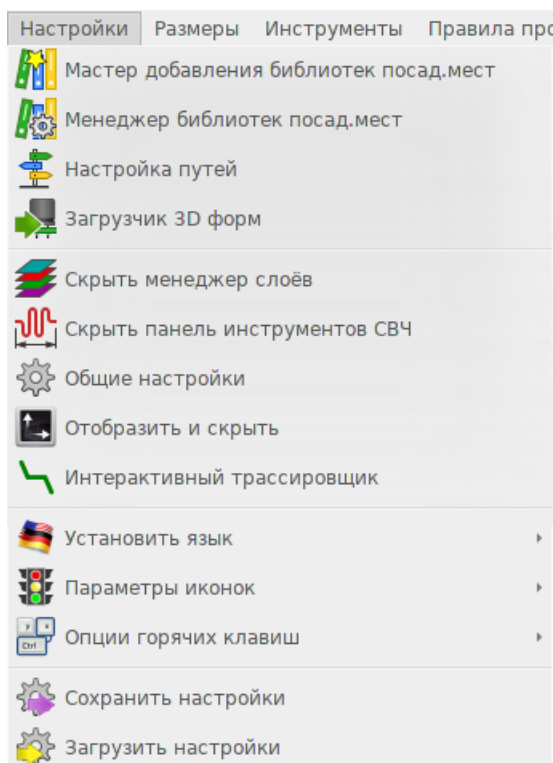 Настройки Размеры Инструменты Правила про
Мастер добавления библиотек посад.мест
Менеджер библиотек посад.мест
Настройка путей
Загрузчик 3D форм
Скрыть менеджер слоёв
Скрыть панель инструментов СВЧ
Общие настройки
Отобразить и скрыть
Интерактивный трассировщик
Установить язык
Параметры иконок
Опции горячих клавиш
Сохранить настройки
Загрузить настройки